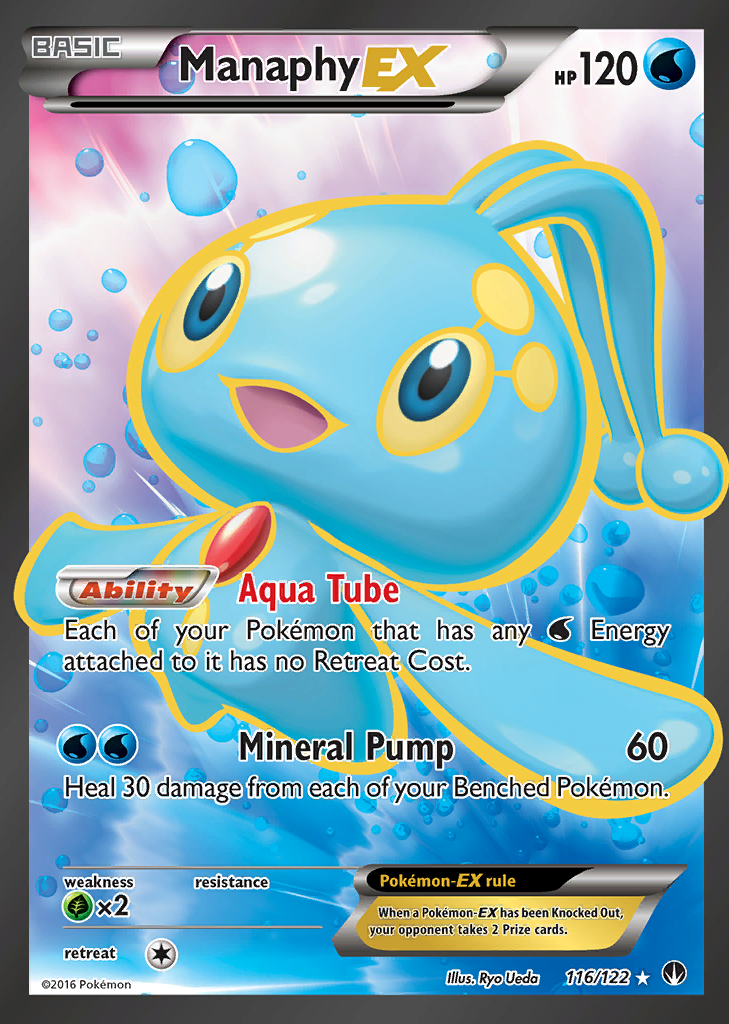 BASIC
Manaphy EX
HP 120
Ability Aqua Tube
Each of your Pokémon that has any Energy
attached to it has no Retreat Cost.
Mineral Pump 60
Heal 30 damage from each of your Benched Pokémon.
weakness resistance
×2
retreat
Pokémon-EX rule
When a Pokémon-EX has been Knocked Out,
your opponent takes 2 Prize cards.
©2016 Pokémon
Illus. Ryo Ueda 116/122